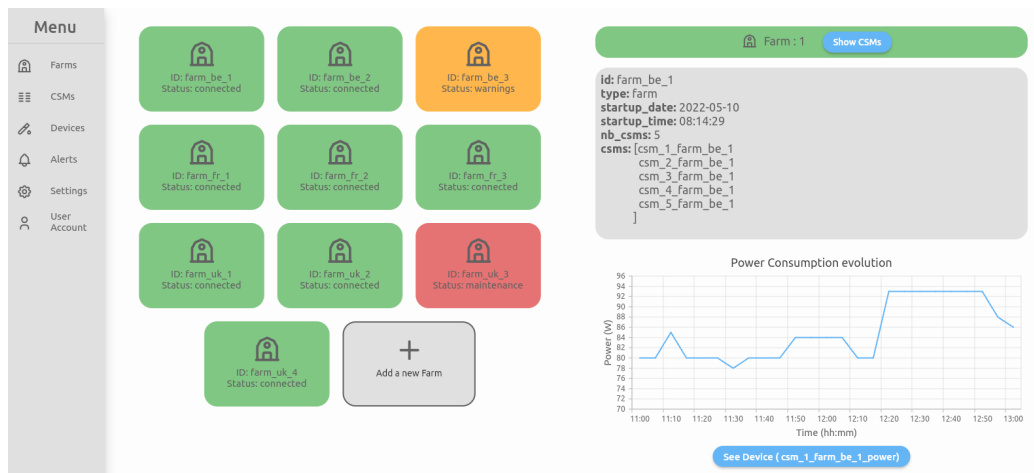 Menu
Farms
CSMs
Devices
Alerts
Settings
User
Account
ID: farm_be_1
Status: connected
ID: farm_be_2
Status: connected
ID: farm_be_3
Status: warnings
ID: farm_fr_1
Status: connected
ID: farm_fr_2
Status: connected
ID: farm_fr_3
Status: connected
ID: farm_uk_1
Status: connected
ID: farm_uk_2
Status: connected
ID: farm_uk_3
Status: maintenance
ID: farm_uk_4
Status: connected
Add a new Farm
Farm : 1
Show CSMs
id: farm_be_1
type: farm
startup_date: 2022-05-10
startup_time: 08:14:29
nb_csms: 5
csms: [csm_1_farm_be_1
csm_2_farm_be_1
csm_3_farm_be_1
csm_4_farm_be_1
csm_5_farm_be_1
]
Power Consumption evolution
Power (W)
96
94
92
90
88
86
84
82
80
78
76
74
72
70
11:00 11:10 11:20 11:30 11:40 11:50 12:00 12:10 12:20 12:30 12:40 12:50 13:00
Time (hh:mm)
See Device ( csm_1_farm_be_1_power)